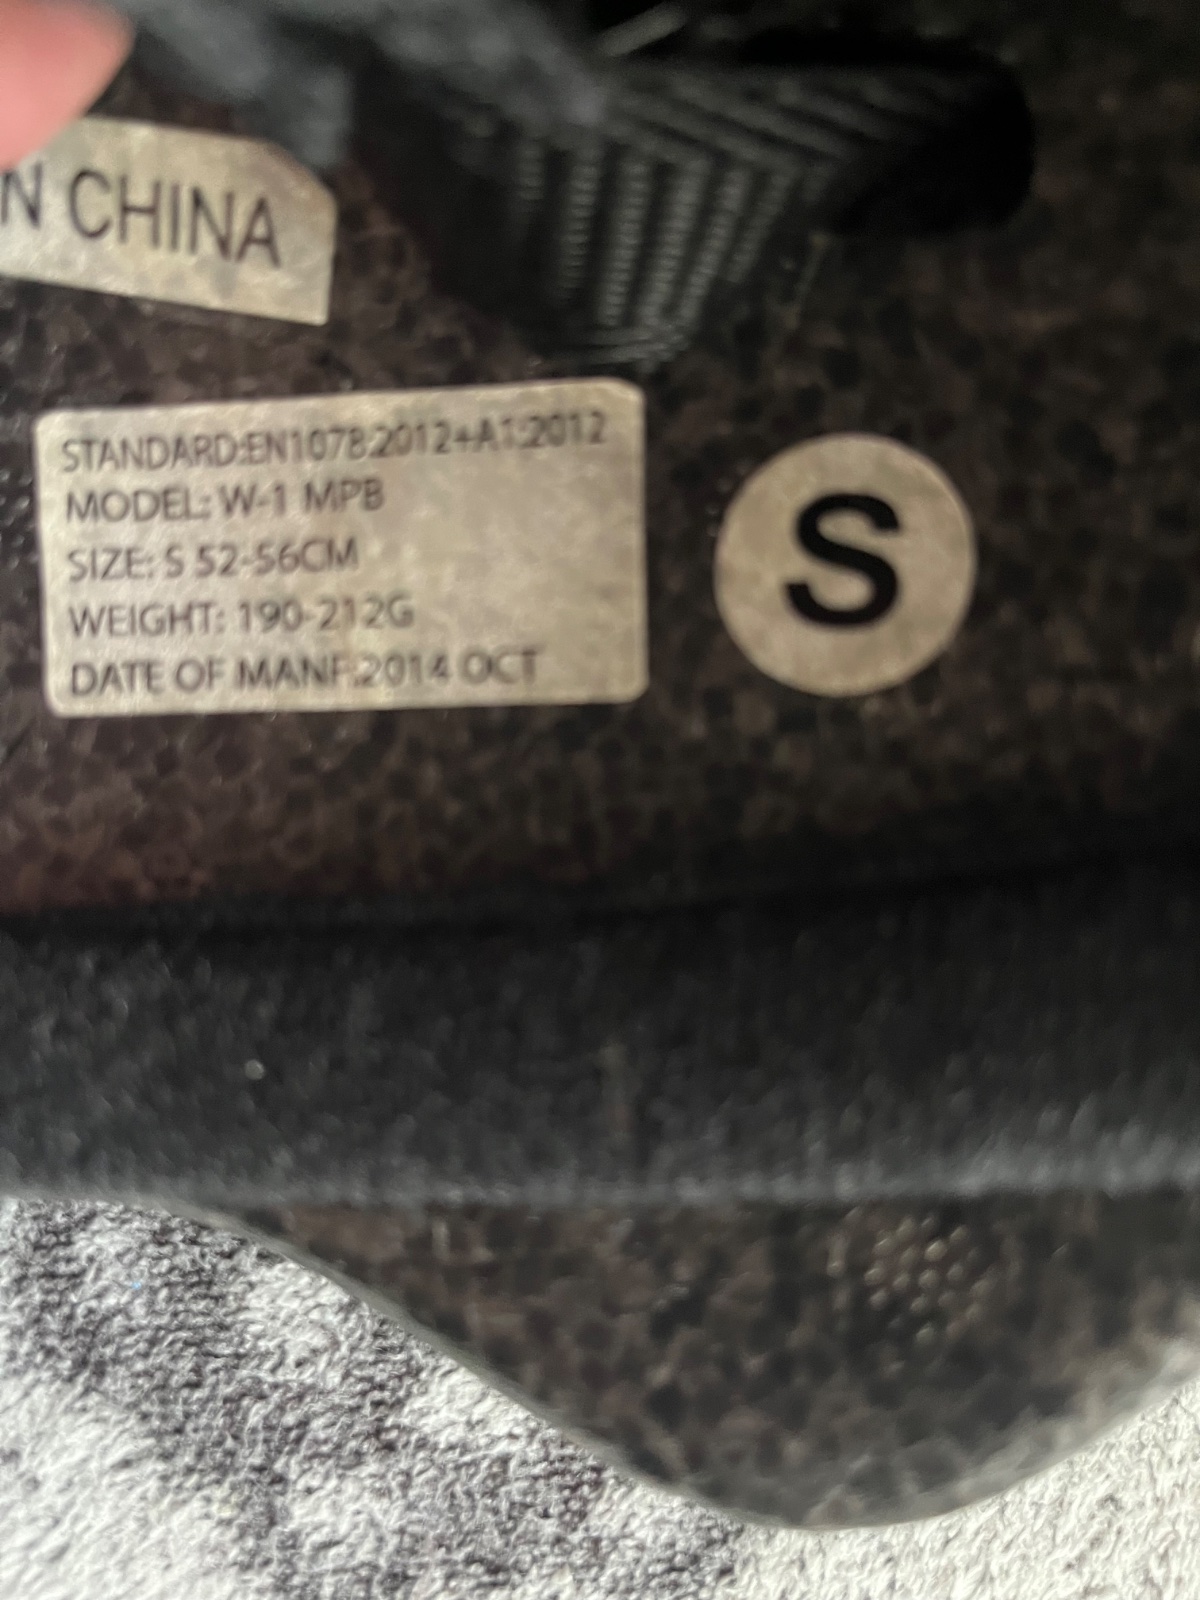 N CHINA
STANDARD:EN1078:2012+A1:2012
MODEL: W-1 MPB
SIZE: S 52-56CM
WEIGHT: 190-212G
DATE OF MANF.:2014 OCT
S